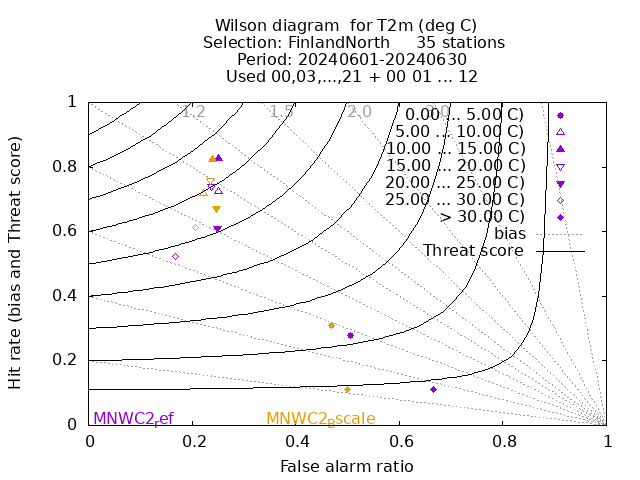 Wilson diagram  for T2m (deg C)
Selection: FinlandNorth     35 stations
Period: 20240601-20240630
Used 00,03,...,21 + 00 01 ... 12
Hit rate (bias and Threat score)
1
0.8
0.6
0.4
0.2
0
1.2
1.5
2.0
3.0
0.00 ... 5.00 C)
5.00 ... 10.00 C)
10.00 ... 15.00 C)
15.00 ... 20.00 C)
20.00 ... 25.00 C)
25.00 ... 30.00 C)
> 30.00 C)
bias
Threat score
MNWC2ref MNWC2Bscale
0 0.2 0.4 0.6 0.8 1
False alarm ratio